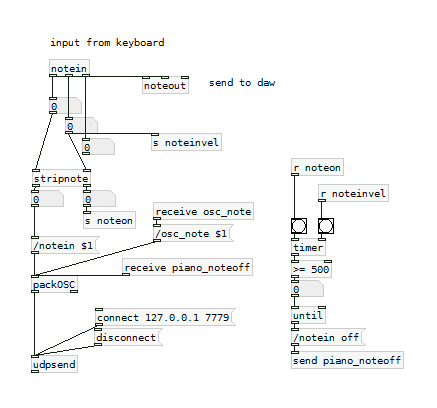 input from keyboard
notein
noteout
send to daw
0
0
0
s noteinvel
stripnote
0
0
s noteon
receive osc_note
/osc_note $1
/notein $1
receive piano_noteoff
packOSC
connect 127.0.0.1 7779
disconnect
udpsend
r noteon
r noteinvel
timer
>= 500
0
until
/notein off
send piano_noteoff